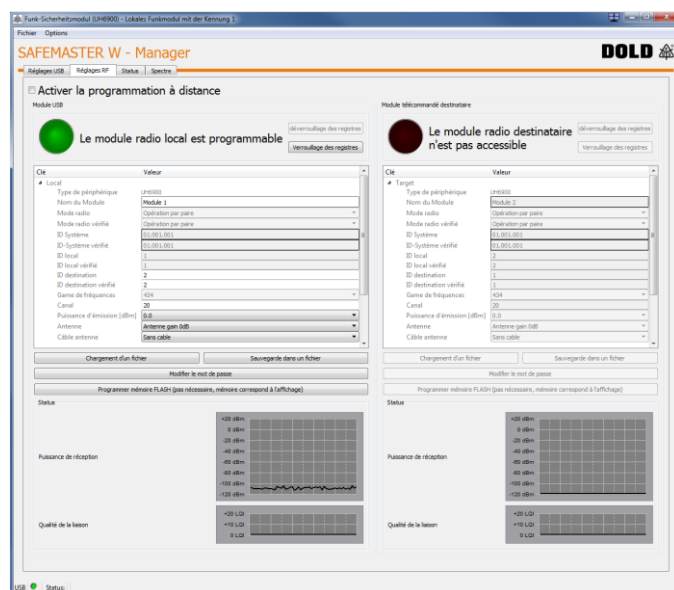 Funk-Sicherheitsmodul (UH6900) - Lokales Funkmodul mit der Kennung 1
Fichier Options
SAFEMASTER W - Manager
DOLD
Réglages USB Réglages RF Status Spectre
Activer la programmation à distance
Module USB
Le module radio local est programmable
déverrouillage des registres
Verrouillage des registres
Clé Valeur
Local
Type de périphérique UH6900
Nom du Module Module 1
Mode radio Opération par paire
Mode radio vérifié Opération par paire
ID Système 01.001.001
ID-Système vérifié 01.001.001
ID local 1
ID local vérifié 1
ID destination 2
ID destination vérifié 2
Game de fréquences 434
Canal 20
Puissance d'émission [dBm] 0.0
Antenne Antenne gain 0dB
Câble antenne Sans cable
Chargement d'un fichier Sauvegarde dans un fichier
Modifier le mot de passe
Programmer mémoire FLASH (pas nécessaire, mémoire correspond à l'affichage)
Status
Puissance de réception
+20 dBm
0 dBm
-20 dBm
-40 dBm
-60 dBm
-80 dBm
-100 dBm
-120 dBm
Qualité de la liaison
+20 LQI
+10 LQI
0 LQI
Module télécommandé destinataire
Le module radio destinataire
n'est pas accessible
déverrouillage des registres
Verrouillage des registres
Clé Valeur
Target
Type de périphérique UH6900
Nom du Module Module 2
Mode radio Opération par paire
Mode radio vérifié Opération par paire
ID Système 01.001.001
ID-Système vérifié 01.001.001
ID local 2
ID local vérifié 2
ID destination 1
ID destination vérifié 1
Game de fréquences 434
Canal 20
Puissance d'émission [dBm] 0.0
Antenne Antenne gain 0dB
Câble antenne Sans cable
Chargement d'un fichier Sauvegarde dans un fichier
Modifier le mot de passe
Programmer mémoire FLASH (pas nécessaire, mémoire correspond à l'affichage)
Status
Puissance de réception
+20 dBm
0 dBm
-20 dBm
-40 dBm
-60 dBm
-80 dBm
-100 dBm
-120 dBm
Qualité de la liaison
+20 LQI
+10 LQI
0 LQI
USB Status: